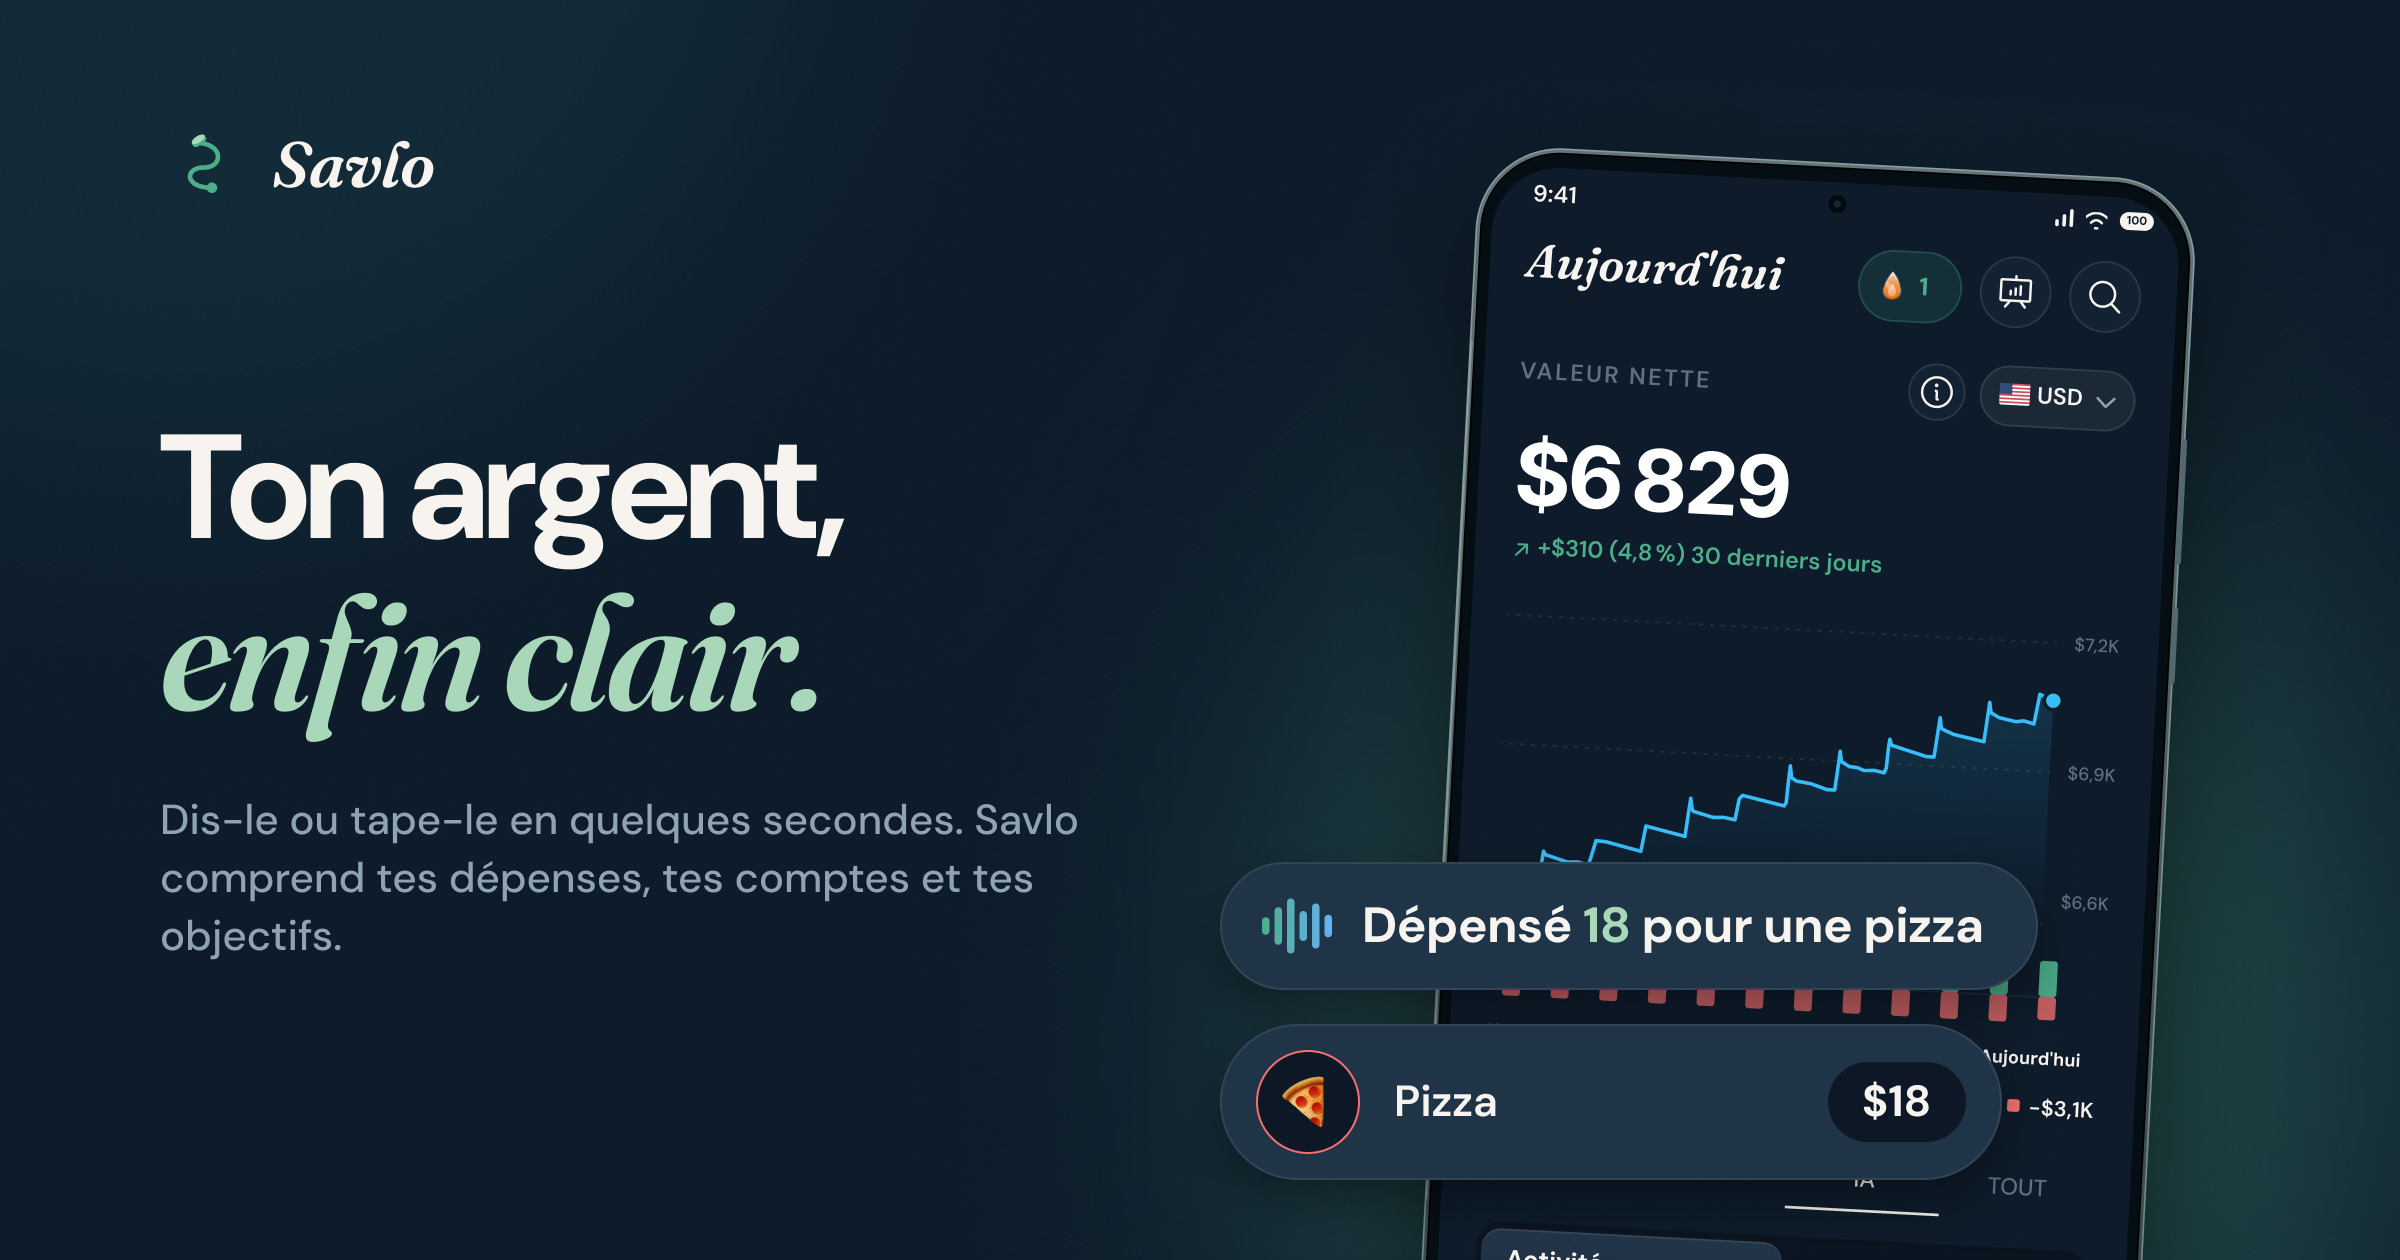 Savlo
Ton argent,
enfin clair.
Dis-le ou tape-le en quelques secondes. Savlo
comprend tes dépenses, tes comptes et tes
objectifs.
9:41
100
Aujourd'hui
1
VALEUR NETTE
USD
$6 829
+$310 (4,8 %) 30 derniers jours
$7,2K
$6,9K
$6,6K
Dépensé 18 pour une pizza
Aujourd'hui
Pizza
$18
-$3,1K
TOUT
Activité